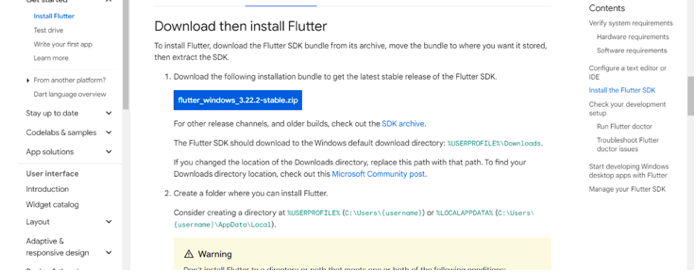 Get started
Install Flutter
Test drive
Write your first app
Learn more
From another platform?
Dart language overview
Stay up to date
Codelabs & samples
App solutions
User interface
Introduction
Widget catalog
Layout
Adaptive &
responsive design
Download then install Flutter
To install Flutter, download the Flutter SDK bundle from its archive, move the bundle to where you want it stored,
then extract the SDK.
1. Download the following installation bundle to get the latest stable release of the Flutter SDK.
flutter_windows_3.22.2-stable.zip
For other release channels, and older builds, check out the SDK archive.
The Flutter SDK should download to the Windows default download directory: %USERPROFILE%\Downloads.
If you changed the location of the Downloads directory, replace this path with that path. To find your
Downloads directory location, check out this Microsoft Community post.
2. Create a folder where you can install Flutter.
Consider creating a directory at %USERPROFILE% (C:\Users\{username}) or %LOCALAPPDATA% (C:\Users\
{username}\AppData\Local).
Warning
Don't install Flutter to a directory or path that meets one or both of the following conditions:
Contents
Verify system requirements
Hardware requirements
Software requirements
Configure a text editor or
IDE
Install the Flutter SDK
Check your development
setup
Run Flutter doctor
Troubleshoot Flutter
doctor issues
Start developing Windows
desktop apps with Flutter
Manage your Flutter SDK